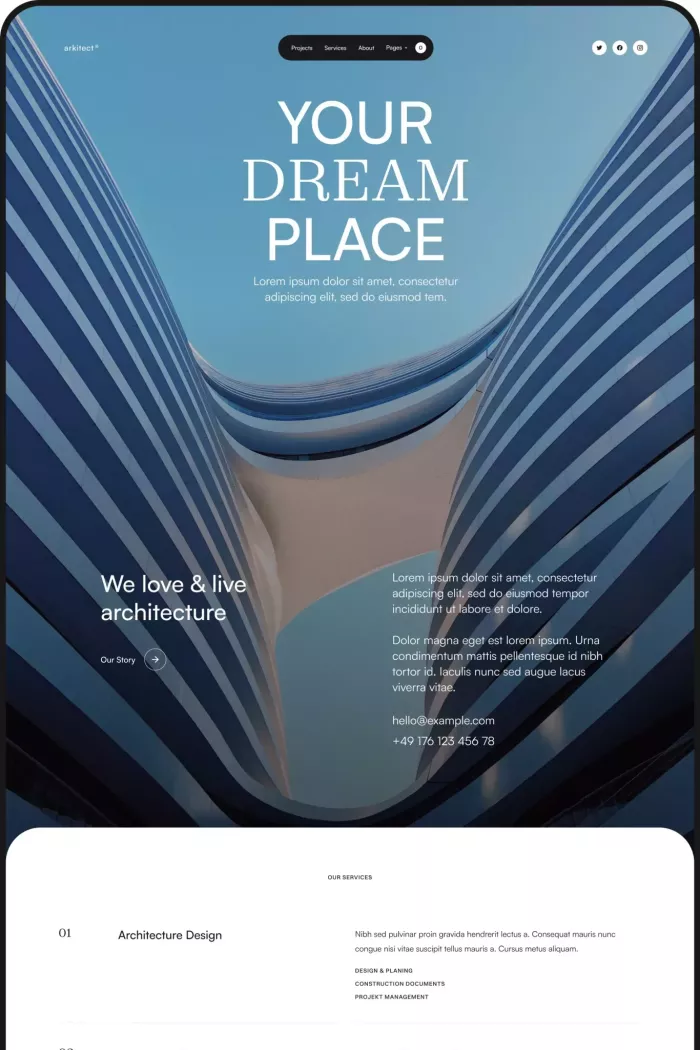 arkitect®
Projects Services About Pages 0
YOUR
DREAM
PLACE
Lorem ipsum dolor sit amet, consectetur
adipiscing elit, sed do eiusmod tem.
We love & live
architecture
Our Story
Lorem ipsum dolor sit amet, consectetur
adipiscing elit, sed do eiusmod tempor
incididunt ut labore et dolore.
Dolor magna eget est lorem ipsum. Urna
condimentum mattis pellentesque id nibh
tortor id. Iaculis nunc sed augue lacus
viverra vitae.
hello@example.com
+49 176 123 456 78
OUR SERVICES
01
Architecture Design
Nibh sed pulvinar proin gravida hendrerit lectus a. Consequat mauris nunc
congue nisi vitae suscipit tellus mauris a. Cursus metus aliquam.
DESIGN & PLANING
CONSTRUCTION DOCUMENTS
PROJEKT MANAGEMENT